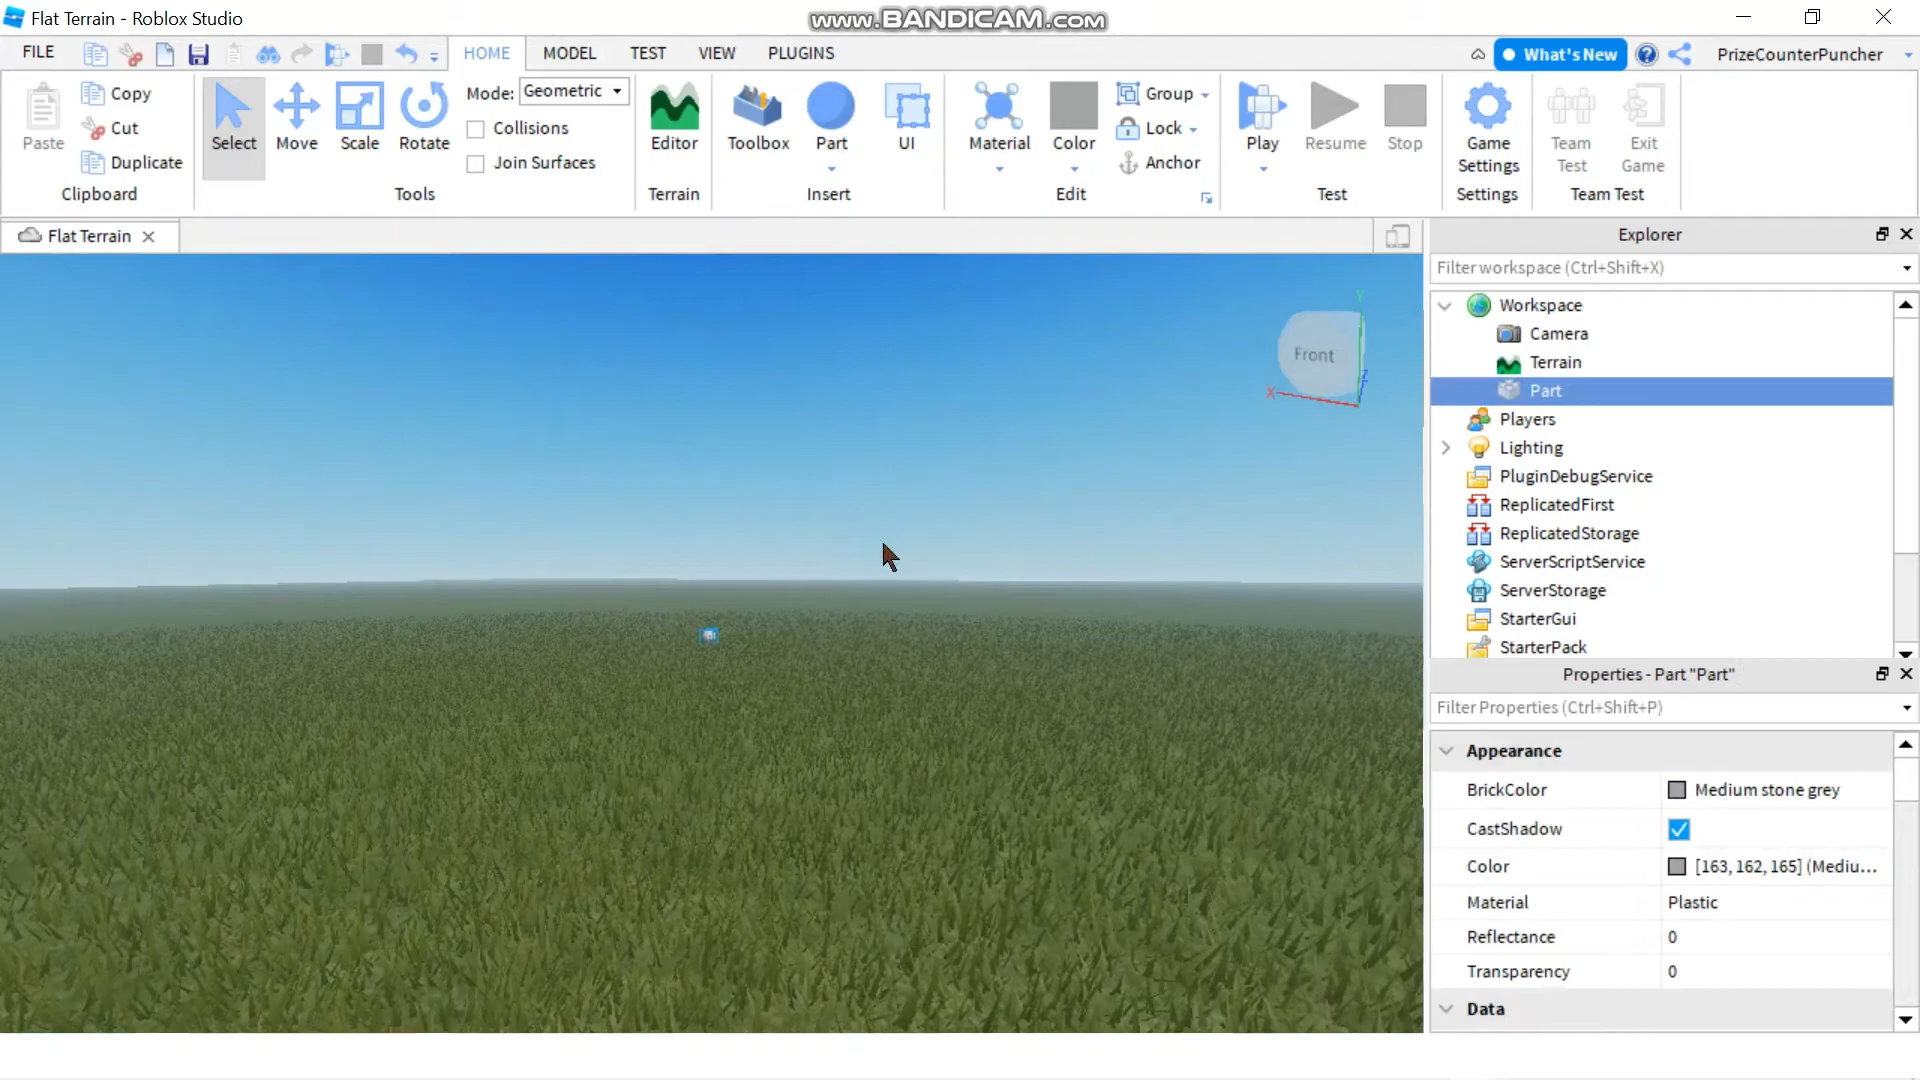 Flat Terrain - Roblox Studio
www.BANDICAM.com
FILE HOME MODEL TEST VIEW PLUGINS What's New PrizeCounterPuncher
Paste Copy Cut Duplicate
Clipboard
Select Move Scale Rotate
Mode: Geometric
Collisions
Join Surfaces
Tools
Editor
Terrain
Toolbox Part UI
Insert
Material Color Group Lock Anchor
Edit
Play Resume Stop
Test
Game Settings
Settings
Team Test Exit Game
Team Test
Flat Terrain
Front
X
Y
Z
Explorer
Filter workspace (Ctrl+Shift+X)
Workspace
Camera
Terrain
Part
Players
Lighting
PluginDebugService
ReplicatedFirst
ReplicatedStorage
ServerScriptService
ServerStorage
StarterGui
StarterPack
Properties - Part "Part"
Filter Properties (Ctrl+Shift+P)
Appearance
BrickColor Medium stone grey
CastShadow
Color [163, 162, 165] (Mediu...
Material Plastic
Reflectance 0
Transparency 0
Data